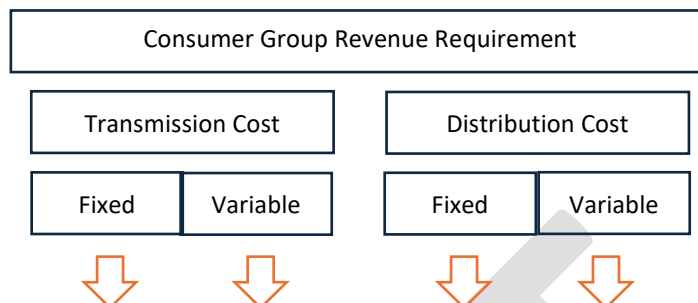 Consumer Group Revenue Requirement
Transmission Cost Distribution Cost
Fixed Variable Fixed Variable